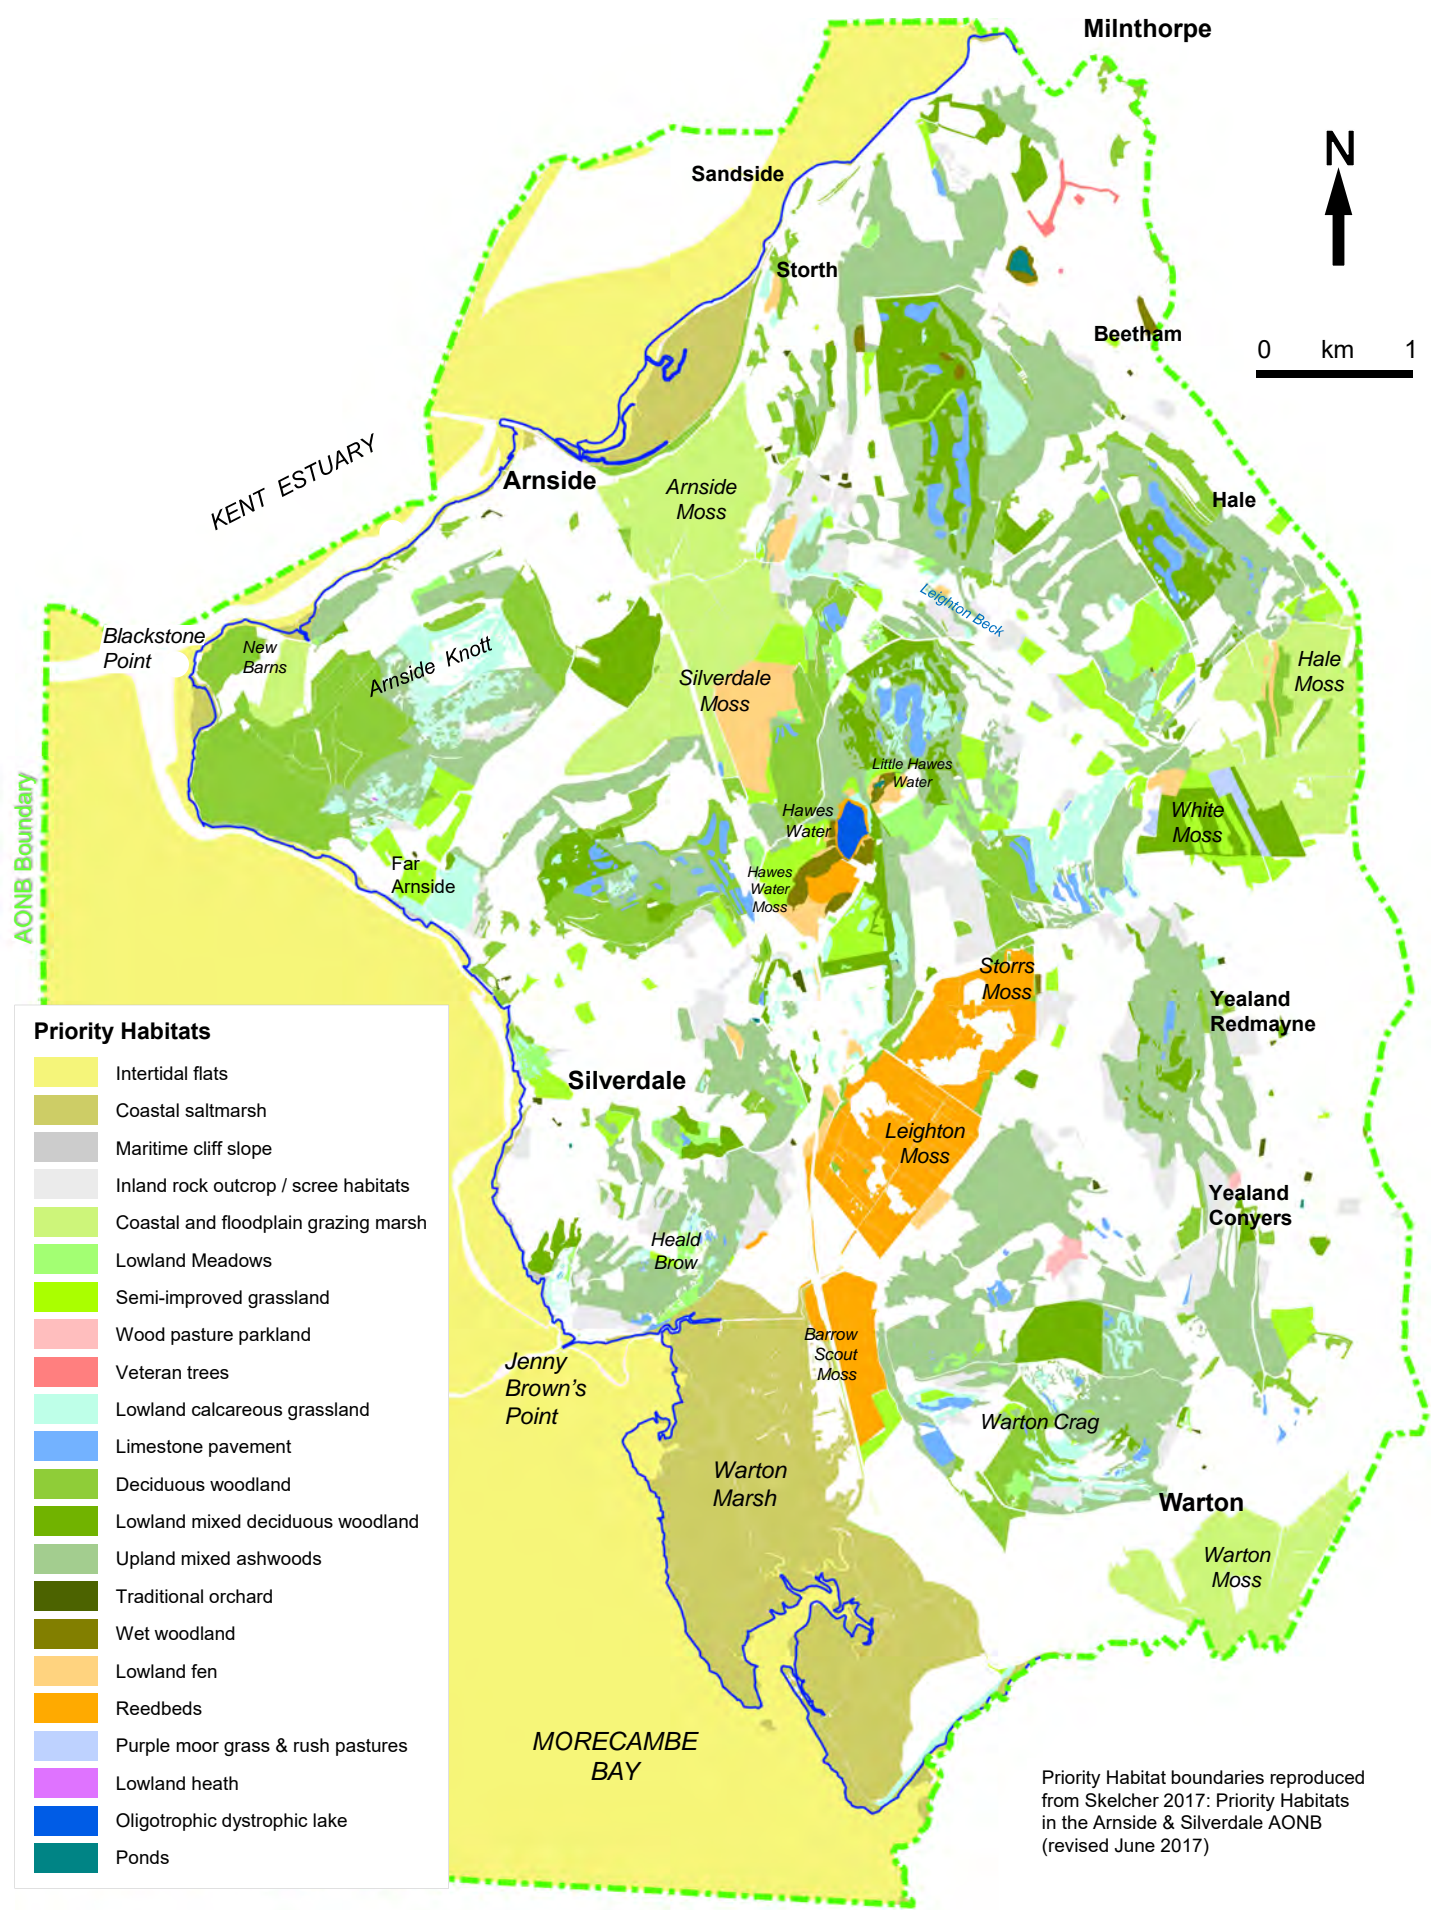 Milnthorpe
N
Sandside
Storth
Beetham
0 km 1
KENT ESTUARY
Arnside
Arnside
Moss
Hale
Leighton Beck
Blackstone
Point
New
Barns
Arnside Knott
Silverdale
Moss
Hale
Moss
Little Hawes
Water
AONB Boundary
Hawes
Water
White
Moss
Far
Arnside
Hawes
Water
Moss
Storrs
Moss
Yealand
Redmayne
Silverdale
Leighton
Moss
Yealand
Conyers
Heald
Brow
Barrow
Scout
Moss
Jenny
Brown's
Point
Warton Crag
Warton
Marsh
Warton
Warton
Moss
MORECAMBE
BAY
Priority Habitats
Intertidal flats
Coastal saltmarsh
Maritime cliff slope
Inland rock outcrop / scree habitats
Coastal and floodplain grazing marsh
Lowland Meadows
Semi-improved grassland
Wood pasture parkland
Veteran trees
Lowland calcareous grassland
Limestone pavement
Deciduous woodland
Lowland mixed deciduous woodland
Upland mixed ashwoods
Traditional orchard
Wet woodland
Lowland fen
Reedbeds
Purple moor grass & rush pastures
Lowland heath
Oligotrophic dystrophic lake
Ponds
Priority Habitat boundaries reproduced
from Skelcher 2017: Priority Habitats
in the Arnside & Silverdale AONB
(revised June 2017)